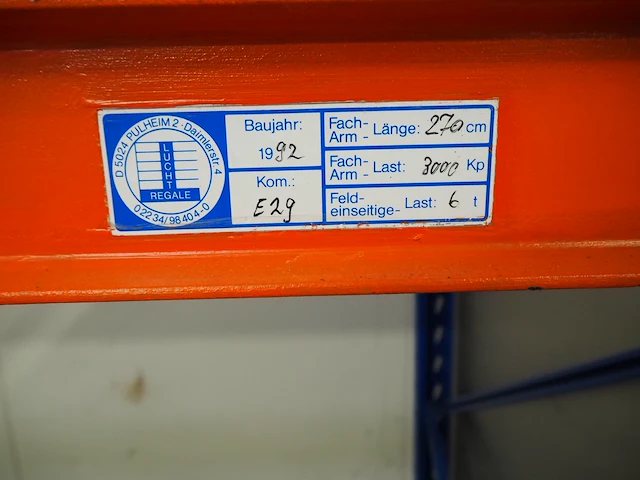 D 5024 PULHEIM 2 · Daimlerstr. 4
LUCHT
REGALE
02234/98404-0
Baujahr:
1992
Kom.:
E29
Fach-
Arm - Länge: 270 cm
Fach-
Arm - Last: 3000 Kp
Feld-
einseitige- Last: 6 t